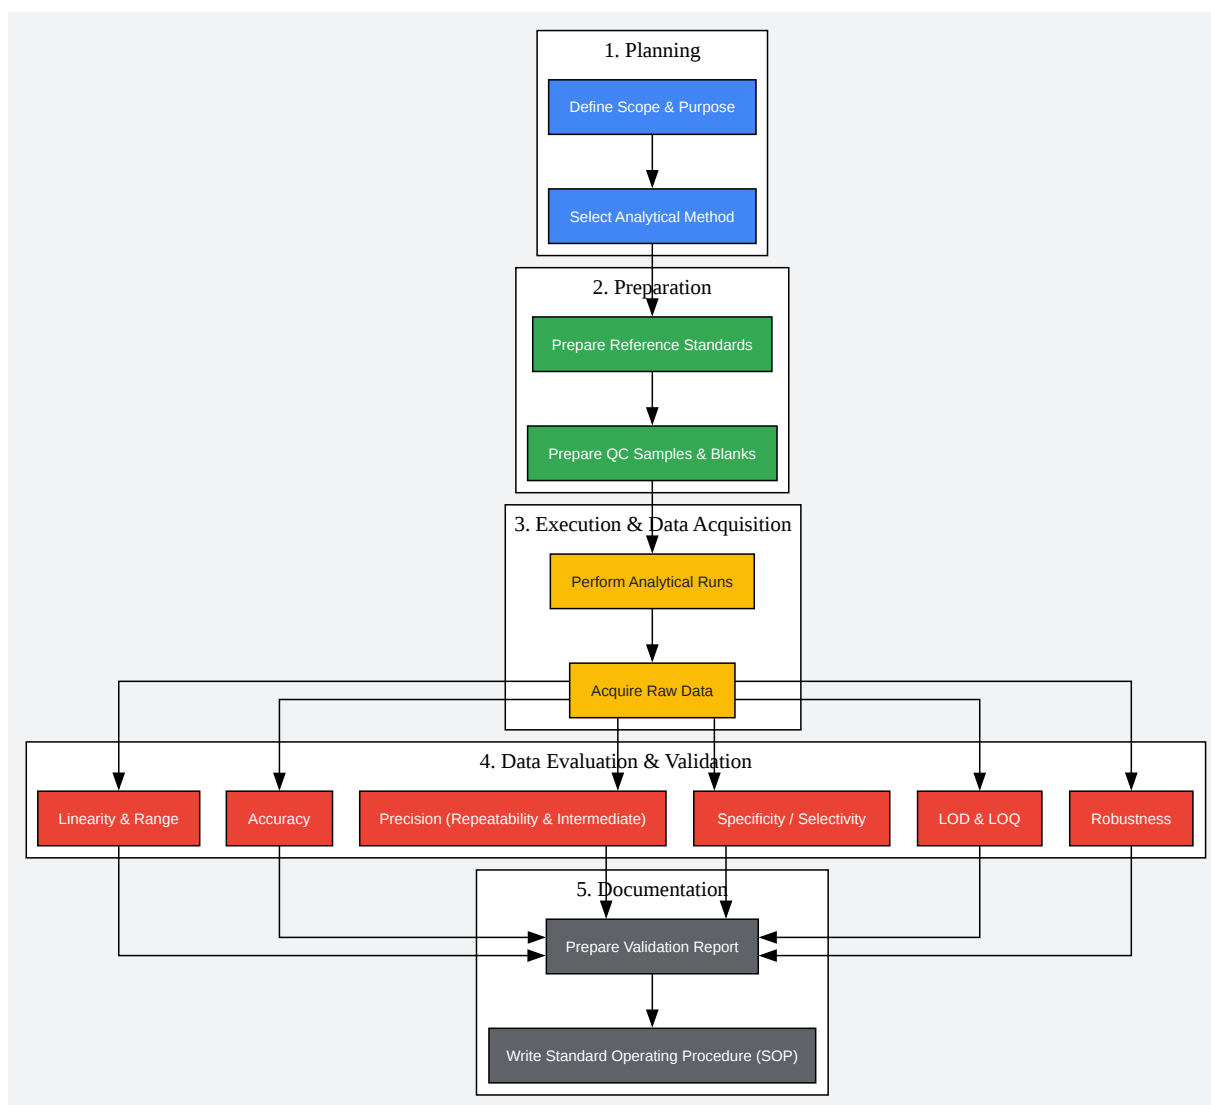 1. Planning
Define Scope & Purpose
Select Analytical Method
2. Preparation
Prepare Reference Standards
Prepare QC Samples & Blanks
3. Execution & Data Acquisition
Perform Analytical Runs
Acquire Raw Data
4. Data Evaluation & Validation
Linearity & Range
Accuracy
Precision (Repeatability & Intermediate)
Specificity / Selectivity
LOD & LOQ
Robustness
5. Documentation
Prepare Validation Report
Write Standard Operating Procedure (SOP)